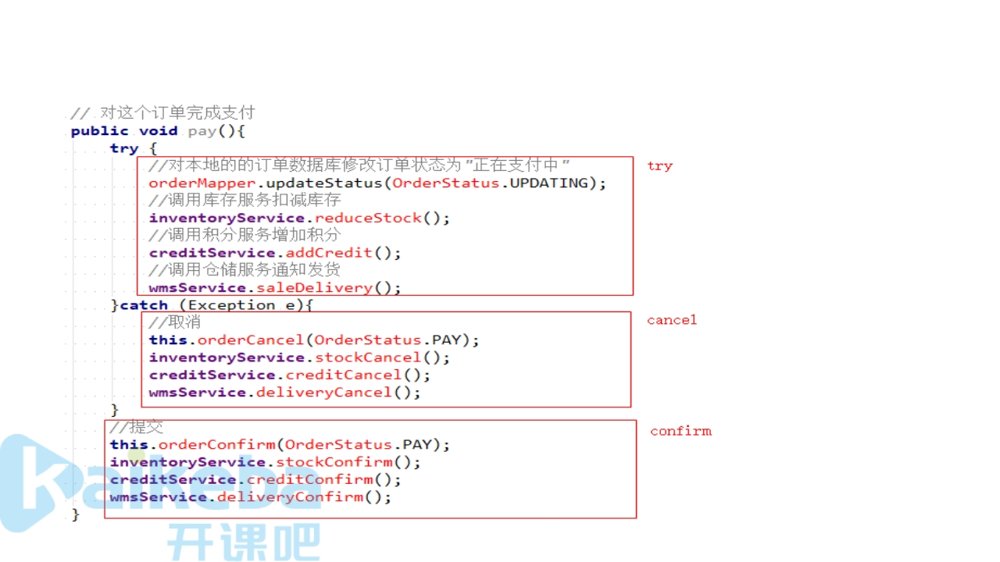 // 对这个订单完成支付
public void pay(){
try {
//对本地的的订单数据库修改订单状态为"正在支付中"
try
orderMapper.updateStatus(OrderStatus.UPDATING);
//调用库存服务扣减库存
inventoryService.reduceStock();
//调用积分服务增加积分
creditService.addCredit();
//调用仓储服务通知发货
wmsService.saleDelivery();
}catch (Exception e){
//取消
cancel
this.orderCancel(OrderStatus.PAY);
inventoryService.stockCancel();
creditService.creditCancel();
wmsService.deliveryCancel();
}
//提交
confirm
this.orderConfirm(OrderStatus.PAY);
inventoryService.stockConfirm();
creditService.creditConfirm();
wmsService.deliveryConfirm();
}
kaikeba
开课吧